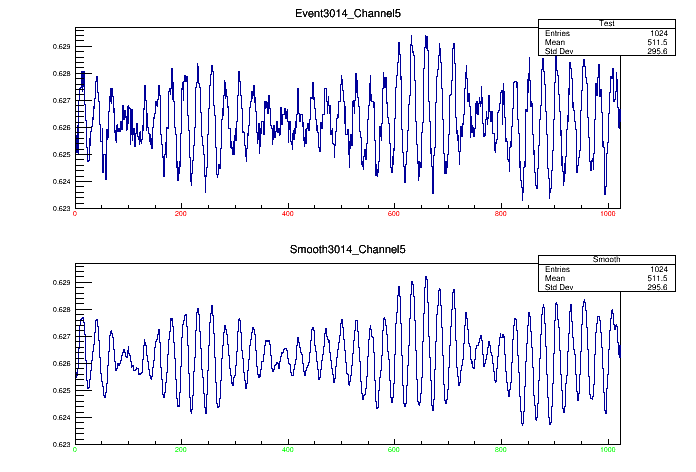 Event3014_Channel5
Test
Entries 1024
Mean 511.5
Std Dev 295.6
0.629
0.628
0.627
0.626
0.625
0.624
0.623
0 200 400 600 800 1000
Smooth3014_Channel5
Smooth
Entries 1024
Mean 511.5
Std Dev 295.6
0.629
0.628
0.627
0.626
0.625
0.624
0.623
0 200 400 600 800 1000